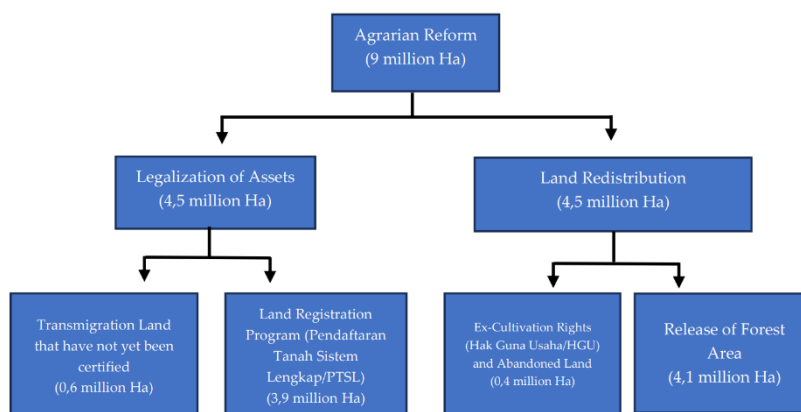 Agrarian Reform
(9 million Ha)
Legalization of Assets
(4,5 million Ha)
Land Redistribution
(4,5 million Ha)
Transmigration Land
that have not yet been
certified
(0,6 million Ha)
Land Registration
Program (Pendaftaran
Tanah Sistem
Lengkap/PTSL)
(3,9 million Ha)
Ex-Cultivation Rights
(Hak Guna Usaha/HGU)
and Abandoned Land
(0,4 million Ha)
Release of Forest
Area
(4,1 million Ha)